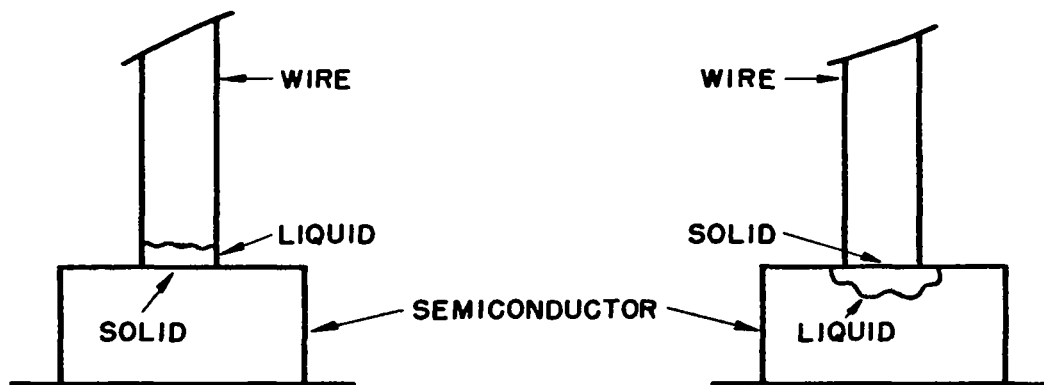 WIRE
LIQUID
SOLID
SEMICONDUCTOR
WIRE
SOLID
LIQUID